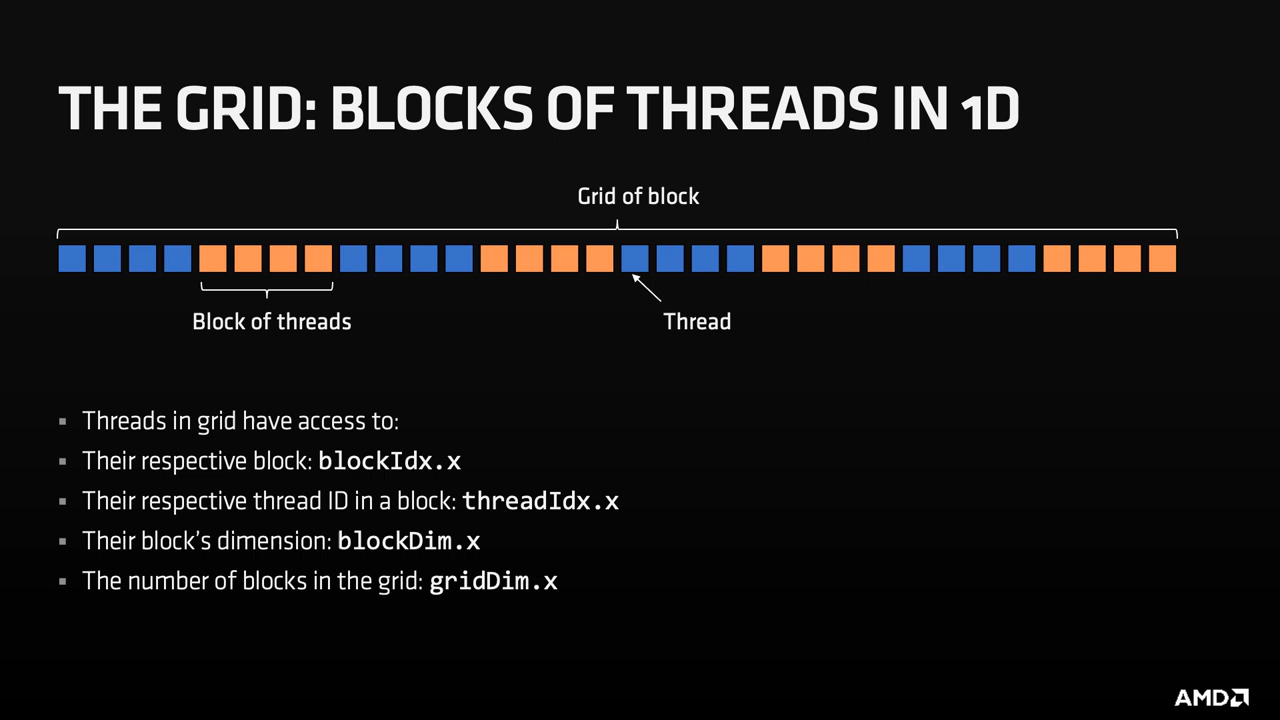 THE GRID: BLOCKS OF THREADS IN 1D
Grid of block
Block of threads
Thread
▪ Threads in grid have access to:
▪ Their respective block: blockIdx.x
▪ Their respective thread ID in a block: threadIdx.x
▪ Their block’s dimension: blockDim.x
▪ The number of blocks in the grid: gridDim.x
AMD